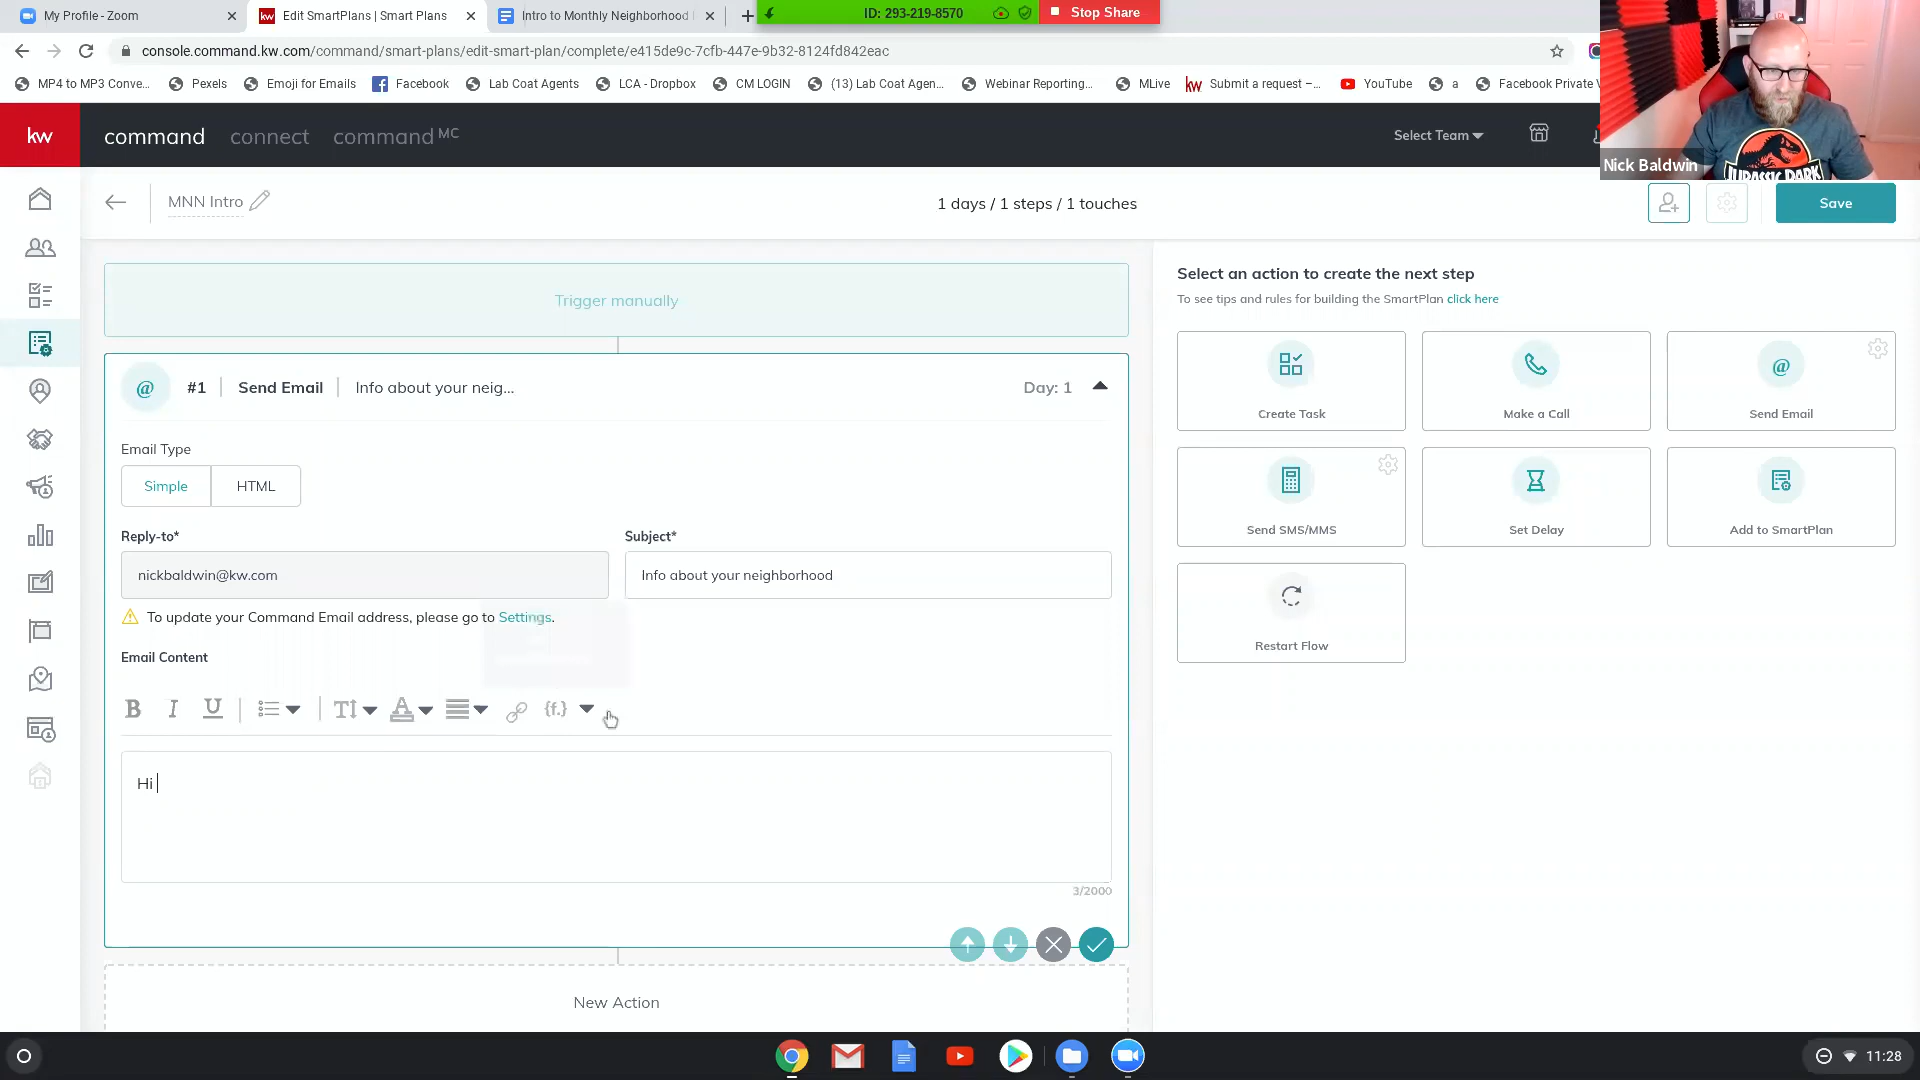 My Profile - Zoom
Edit SmartPlans | Smart Plans
Intro to Monthly Neighborhood
ID: 293-219-8570
Stop Share
console.command.kw.com/command/smart-plans/edit-smart-plan/complete/e415de9c-7cfb-447e-9b32-8124fd842eac
MP4 to MP3 Conve...
Pexels
Emoji for Emails
Facebook
Lab Coat Agents
LCA - Dropbox
CM LOGIN
(13) Lab Coat Agen...
Webinar Reporting...
MLive
Submit a request –...
YouTube
a
Facebook Private V
kw
command
connect
command MC
Select Team
Nick Baldwin
JURASSIC PARK
MNN Intro
1 days / 1 steps / 1 touches
Save
Trigger manually
@ #1 Send Email Info about your neig...
Day: 1
Email Type
Simple
HTML
Reply-to*
Subject*
nickbaldwin@kw.com
Info about your neighborhood
To update your Command Email address, please go to Settings.
Email Content
B I U
{f.}
Hi
3/2000
New Action
Select an action to create the next step
To see tips and rules for building the SmartPlan click here
Create Task
Make a Call
@
Send Email
Send SMS/MMS
Set Delay
Add to SmartPlan
Restart Flow
11:28